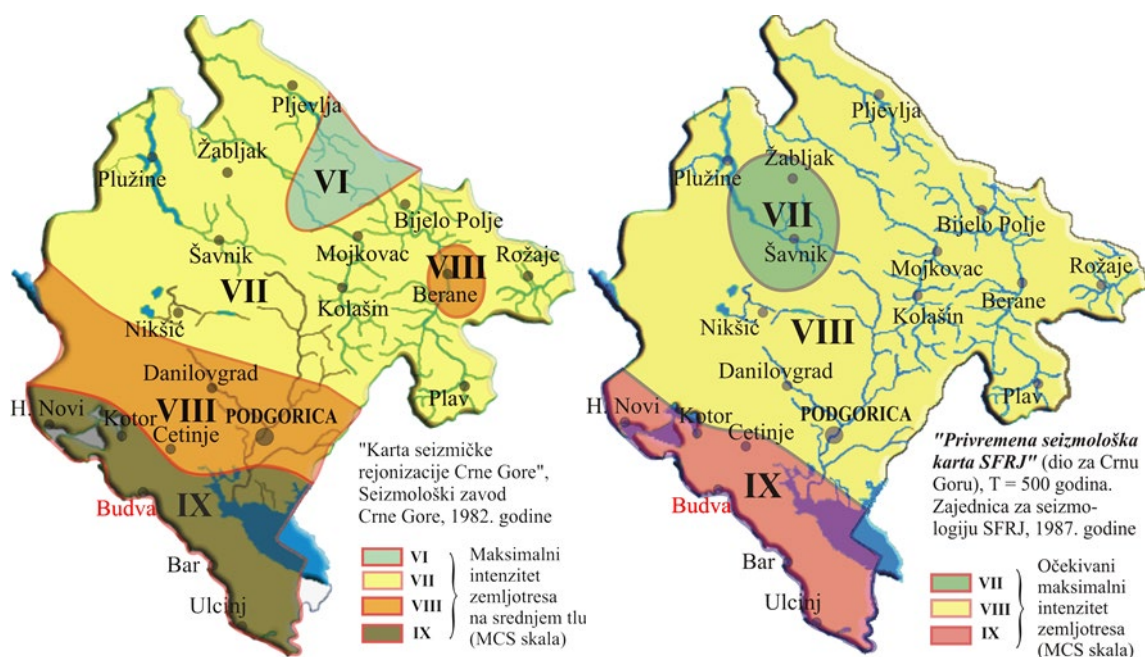 Pljevlja
Žabljak
Plužine
VI
Bijelo Polje
Šavnik
Mojkovac
VIII
Rožaje
VII
Berane
Kolašin
Nikšić
Danilovgrad
Plav
H. Novi
Kotor
VIII
PODGORICA
Cetinje
IX
Budva
Bar
Ulcinj
"Karta seizmičke
rejonizacije Crne Gore",
Seizmološki zavod
Crne Gore, 1982. godine
VI
VII
VIII
IX
Maksimalni
intenzitet
zemljotresa
na srednjem tlu
(MCS skala)
Pljevlja
Žabljak
Plužine
VII
Bijelo Polje
Šavnik
Mojkovac
Rožaje
Berane
Kolašin
Nikšić
VIII
Danilovgrad
Plav
H. Novi
Kotor
PODGORICA
Cetinje
IX
Budva
Bar
Ulcinj
"Privremena seizmološka
karta SFRJ" (dio za Crnu
Goru), T = 500 godina.
Zajednica za seizmo-
logiju SFRJ, 1987. godine
VII
VIII
IX
Očekivani
maksimalni
intenzitet
zemljotresa
(MCS skala)